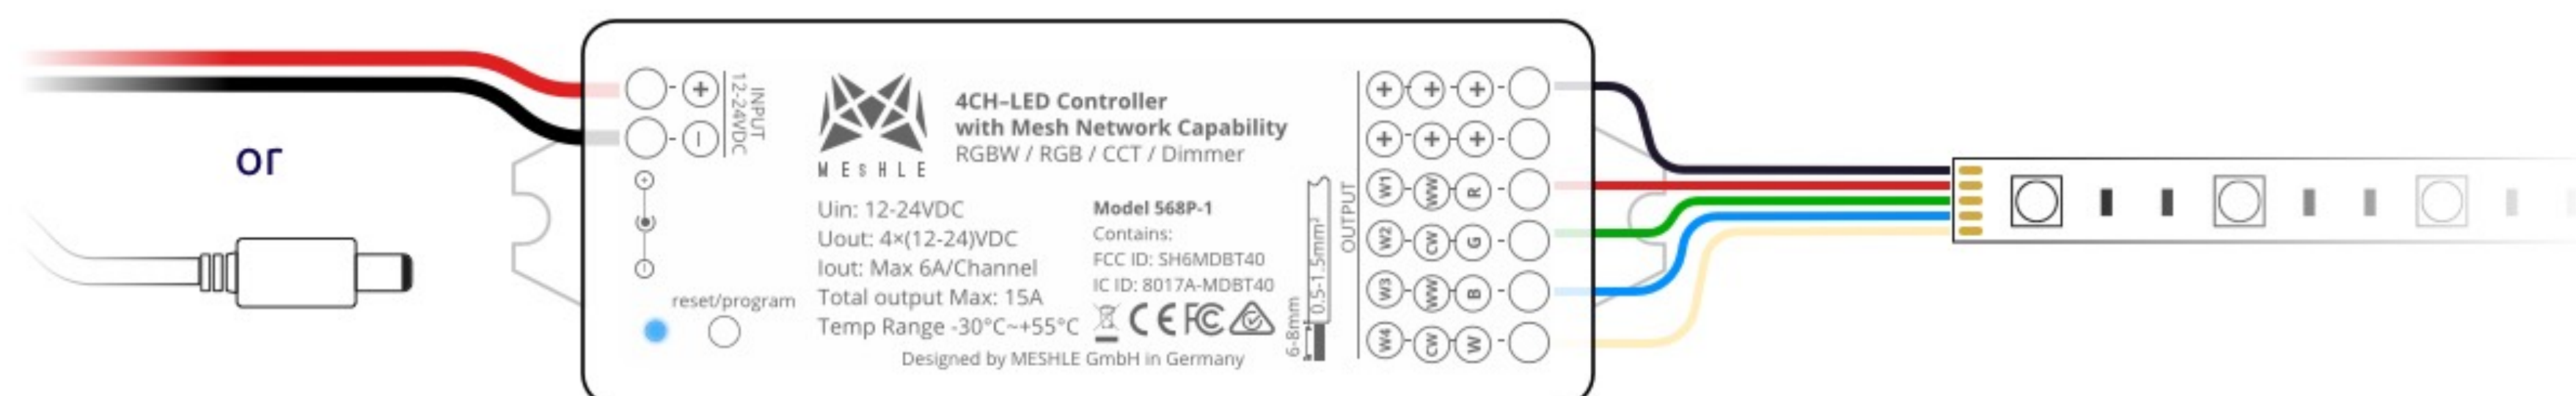 or
+
−
INPUT
12-24VDC
+
−
reset/program
MESHLE
4CH–LED Controller
with Mesh Network Capability
RGBW / RGB / CCT / Dimmer
Uin: 12-24VDC
Uout: 4×(12-24)VDC
Iout: Max 6A/Channel
Total output Max: 15A
Temp Range -30°C~+55°C
Model 568P-1
Contains:
FCC ID: SH6MDBT40
IC ID: 8017A-MDBT40
CE FC
Designed by MESHLE GmbH in Germany
6-8mm
0.5-1.5mm²
OUTPUT
+ + +
+ + +
W1 WW R
W2 CW G
W3 WW B
W4 CW W